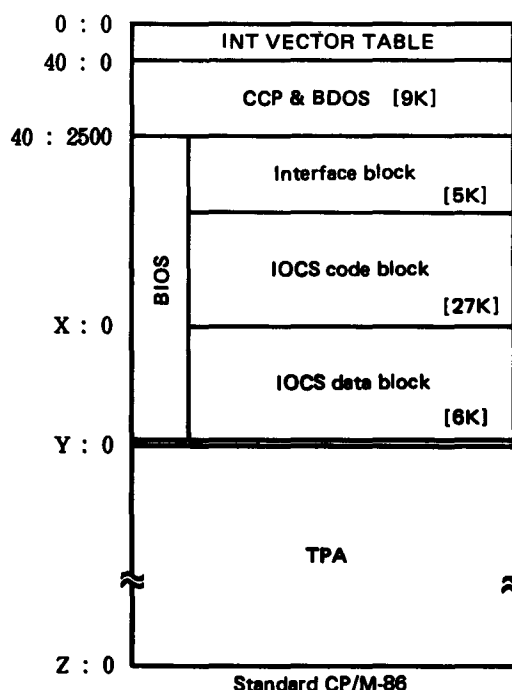 0 : 0
INT VECTOR TABLE
40 : 0
CCP & BDOS [9K]
40 : 2500
Interface block
[5K]
BIOS
IOCS code block
[27K]
X : 0
IOCS data block
[6K]
Y : 0
TPA
Z : 0
Standard CP/M-86